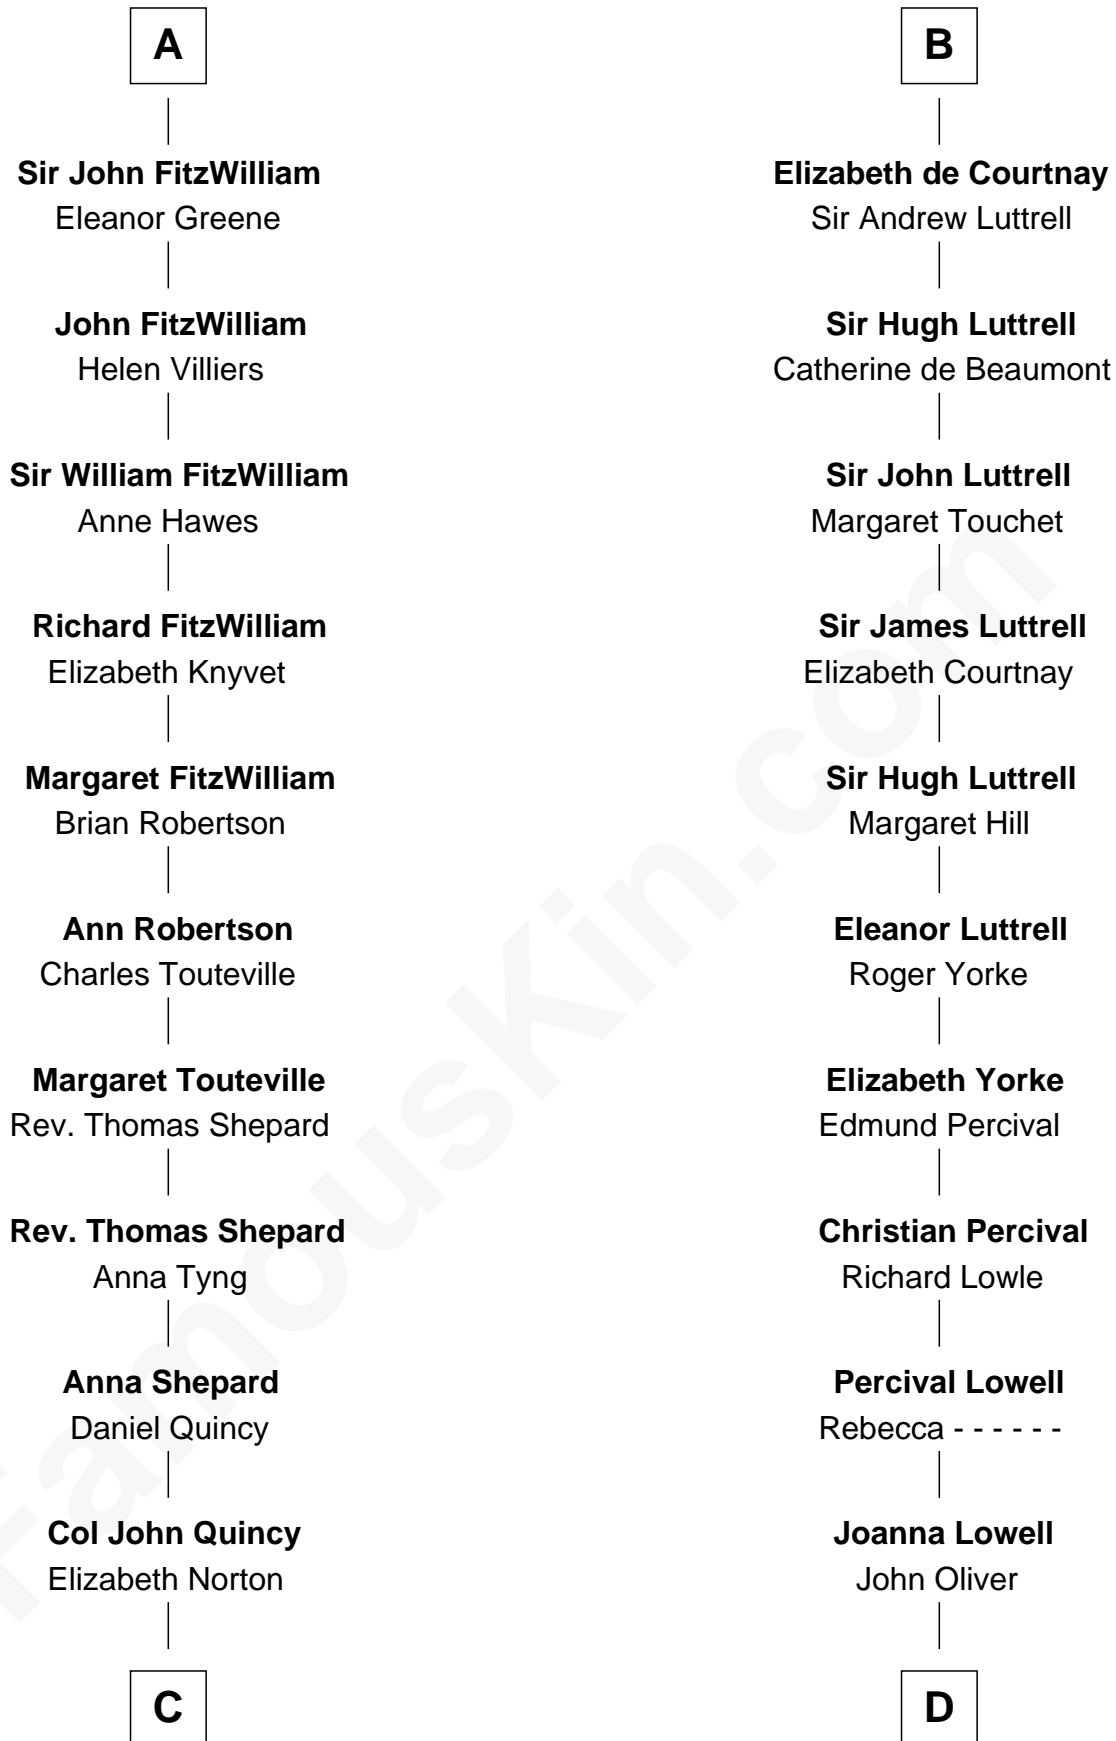 A
Sir John FitzWilliam
Eleanor Greene
John FitzWilliam
Helen Villiers
Sir William FitzWilliam
Anne Hawes
Richard FitzWilliam
Elizabeth Knyvet
Margaret FitzWilliam
Brian Robertson
Ann Robertson
Charles Touteville
Margaret Touteville
Rev. Thomas Shepard
Rev. Thomas Shepard
Anna Tyng
Anna Shepard
Daniel Quincy
Col John Quincy
Elizabeth Norton
C
B
Elizabeth de Courtnay
Sir Andrew Luttrell
Sir Hugh Luttrell
Catherine de Beaumont
Sir John Luttrell
Margaret Touchet
Sir James Luttrell
Elizabeth Courtnay
Sir Hugh Luttrell
Margaret Hill
Eleanor Luttrell
Roger Yorke
Elizabeth Yorke
Edmund Percival
Christian Percival
Richard Lowle
Percival Lowell
Rebecca - - - - - -
Joanna Lowell
John Oliver
D
FamousKin.com